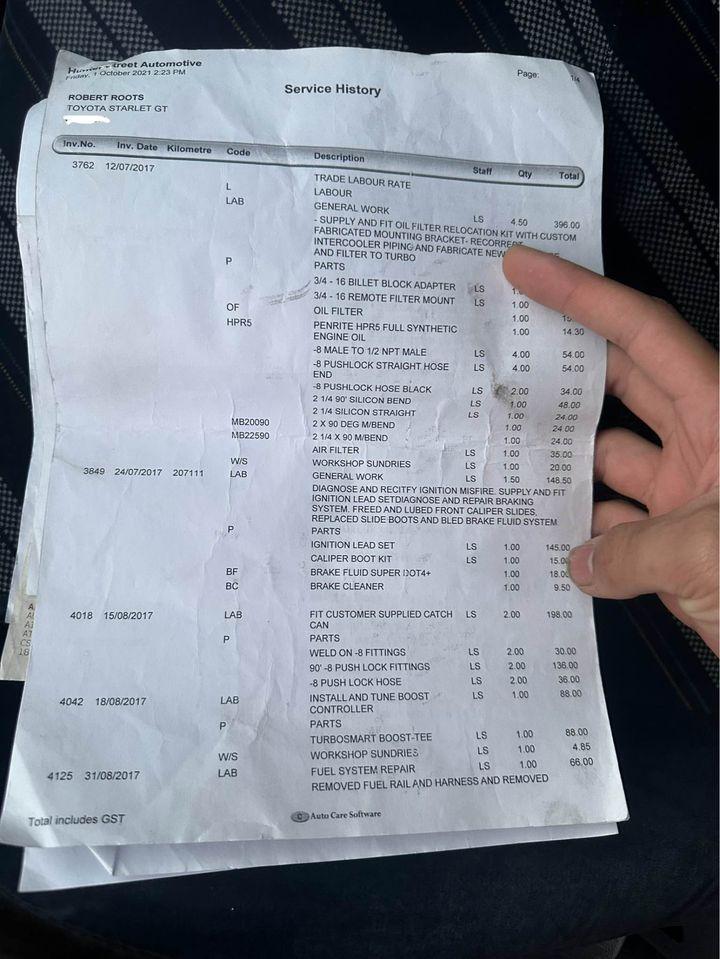 Street Automotive
Friday, 1 October 2021 2:23 PM
Page: 1/4
Service History
ROBERT ROOTS
TOYOTA STARLET GT
Inv.No. Inv. Date Kilometre Code Description Staff Qty Total
3762 12/07/2017
TRADE LABOUR RATE
L LABOUR
LAB GENERAL WORK LS 4.50 396.00
- SUPPLY AND FIT OIL FILTER RELOCATION KIT WITH CUSTOM
FABRICATED MOUNTING BRACKET- RECORRECT
INTERCOOLER PIPING AND FABRICATE NEW
AND FILTER TO TURBO
P PARTS
3/4 - 16 BILLET BLOCK ADAPTER LS
3/4 - 16 REMOTE FILTER MOUNT LS 1.00
OF OIL FILTER 1.00
HPR5 PENRITE HPR5 FULL SYNTHETIC 1.00 14.30
ENGINE OIL
-8 MALE TO 1/2 NPT MALE LS 4.00 54.00
-8 PUSHLOCK STRAIGHT HOSE LS 4.00 54.00
END
-8 PUSHLOCK HOSE BLACK LS 2.00 34.00
2 1/4 90' SILICON BEND LS 1.00 48.00
2 1/4 SILICON STRAIGHT LS 1.00 24.00
MB20090 2 X 90 DEG M/BEND 1.00 24.00
MB22590 2 1/4 X 90 M/BEND 1.00 24.00
AIR FILTER LS 1.00 35.00
W/S WORKSHOP SUNDRIES LS 1.00 20.00
3849 24/07/2017 207111 LAB GENERAL WORK LS 1.50 148.50
DIAGNOSE AND RECITFY IGNITION MISFIRE. SUPPLY AND FIT
IGNITION LEAD SETDIAGNOSE AND REPAIR BRAKING
SYSTEM. FREED AND LUBED FRONT CALIPER SLIDES,
REPLACED SLIDE BOOTS AND BLED BRAKE FLUID SYSTEM
P PARTS
IGNITION LEAD SET LS 1.00 145.00
CALIPER BOOT KIT LS 1.00 15.00
BF BRAKE FLUID SUPER DOT4+ 1.00 18.00
BC BRAKE CLEANER 1.00 9.50
4018 15/08/2017 LAB FIT CUSTOMER SUPPLIED CATCH LS 2.00 198.00
CAN
P PARTS
WELD ON -8 FITTINGS LS 2.00 30.00
90' -8 PUSH LOCK FITTINGS LS 2.00 136.00
-8 PUSH LOCK HOSE LS 2.00 36.00
4042 18/08/2017 LAB INSTALL AND TUNE BOOST LS 1.00 88.00
CONTROLLER
P PARTS
TURBOSMART BOOST-TEE LS 1.00 88.00
W/S WORKSHOP SUNDRIES LS 1.00 4.85
4125 31/08/2017 LAB FUEL SYSTEM REPAIR LS 1.00 66.00
REMOVED FUEL RAIL AND HARNESS AND REMOVED
Total includes GST
C Auto Care Software